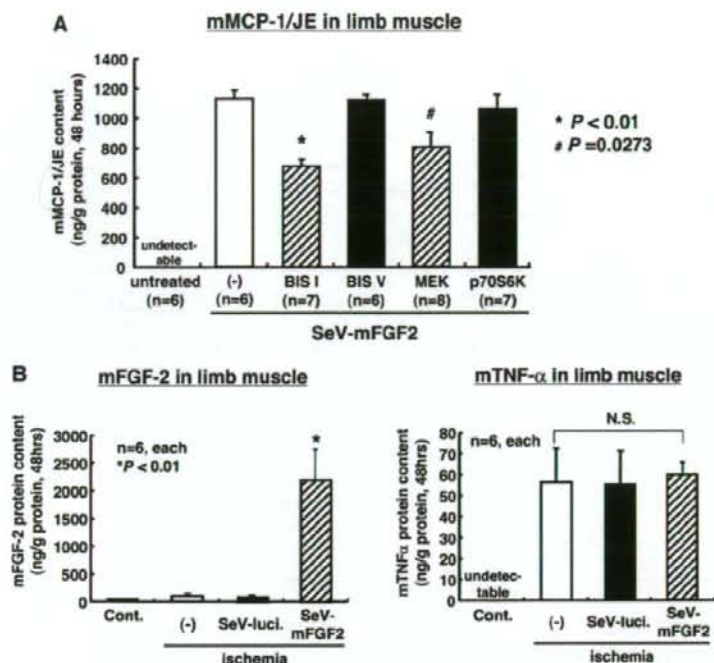 A
mMCP-1/JE in limb muscle
mMCP-1/JE content
(ng/g protein, 48 hours)
1400
1200
1000
800
600
400
200
0
undetect-
able
*
#
* P < 0.01
# P =0.0273
untreated (-) BIS I BIS V MEK p70S6K
(n=6) (n=6) (n=7) (n=6) (n=8) (n=7)
SeV-mFGF2
B
mFGF-2 in limb muscle
mFGF-2 protein content
(ng/g protein, 48hrs)
3000
2500
2000
1500
1000
500
0
n=6, each
*P < 0.01
*
Cont. (-) SeV-luci. SeV-
mFGF2
ischemia
mTNF-α in limb muscle
mTNFα protein content
(ng/g protein, 48hrs)
80
70
60
50
40
30
20
10
0
n=6, each
N.S.
undetec-
table
Cont. (-) SeV-luci. SeV-
mFGF2
ischemia